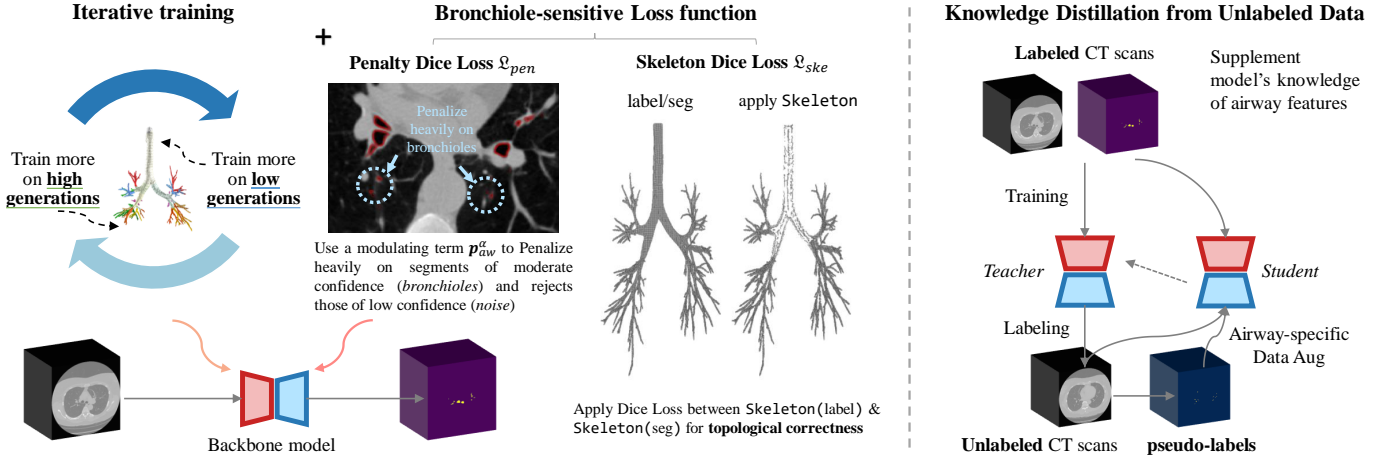 Iterative training
Train more
on high
generations
Train more
on low
generations
+
Bronchiole-sensitive Loss function
Penalty Dice Loss 𝔏pen
Penalize
heavily on
bronchioles
Use a modulating term p^α_aw to Penalize
heavily on segments of moderate
confidence (bronchioles) and rejects
those of low confidence (noise)
Skeleton Dice Loss 𝔏ske
label/seg
apply Skeleton
Apply Dice Loss between Skeleton(label) &
Skeleton(seg) for topological correctness
Backbone model
Knowledge Distillation from Unlabeled Data
Labeled CT scans
Supplement
model's knowledge
of airway features
Training
Teacher
Student
Labeling
Airway-specific
Data Aug
Unlabeled CT scans
pseudo-labels